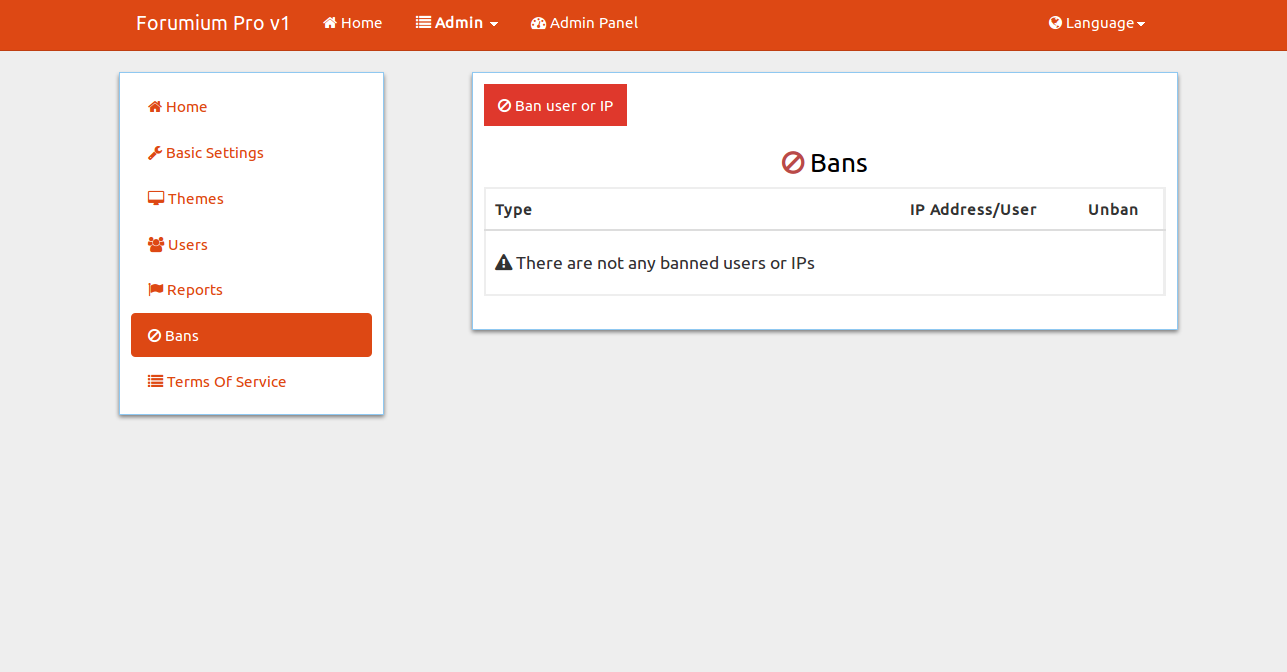 Forumium Pro v1 Home Admin Admin Panel Language
Home
Basic Settings
Themes
Users
Reports
Bans
Terms Of Service
Ban user or IP
Bans
Type IP Address/User Unban
There are not any banned users or IPs